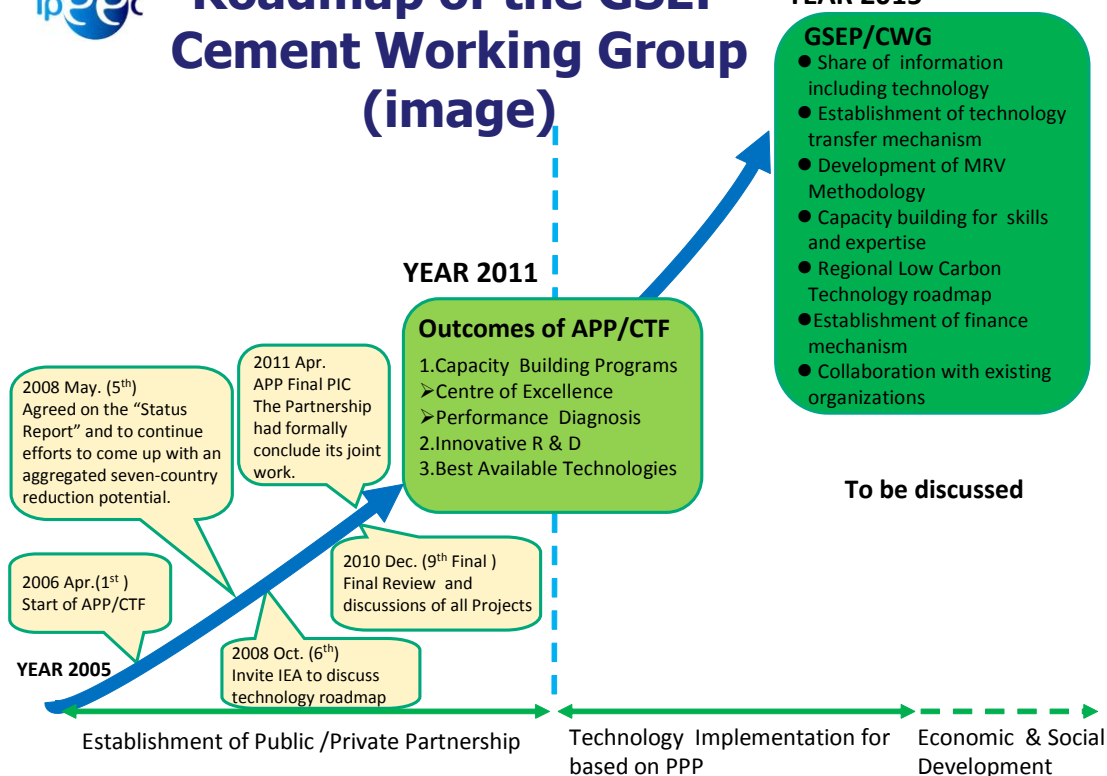 ipeec
Roadmap of the GSEP
Cement Working Group
(image)
GSEP/CWG
● Share of information
including technology
● Establishment of technology
transfer mechanism
● Development of MRV
Methodology
● Capacity building for skills
and expertise
● Regional Low Carbon
Technology roadmap
●Establishment of finance
mechanism
● Collaboration with existing
organizations
To be discussed
YEAR 2011
Outcomes of APP/CTF
1.Capacity Building Programs
➢Centre of Excellence
➢Performance Diagnosis
2.Innovative R & D
3.Best Available Technologies
2011 Apr.
APP Final PIC
The Partnership
had formally
conclude its joint
work.
2008 May. (5th)
Agreed on the “Status
Report” and to continue
efforts to come up with an
aggregated seven-country
reduction potential.
2010 Dec. (9th Final )
Final Review and
discussions of all Projects
2006 Apr.(1st )
Start of APP/CTF
2008 Oct. (6th)
Invite IEA to discuss
technology roadmap
YEAR 2005
Establishment of Public /Private Partnership
Technology Implementation for
based on PPP
Economic & Social
Development